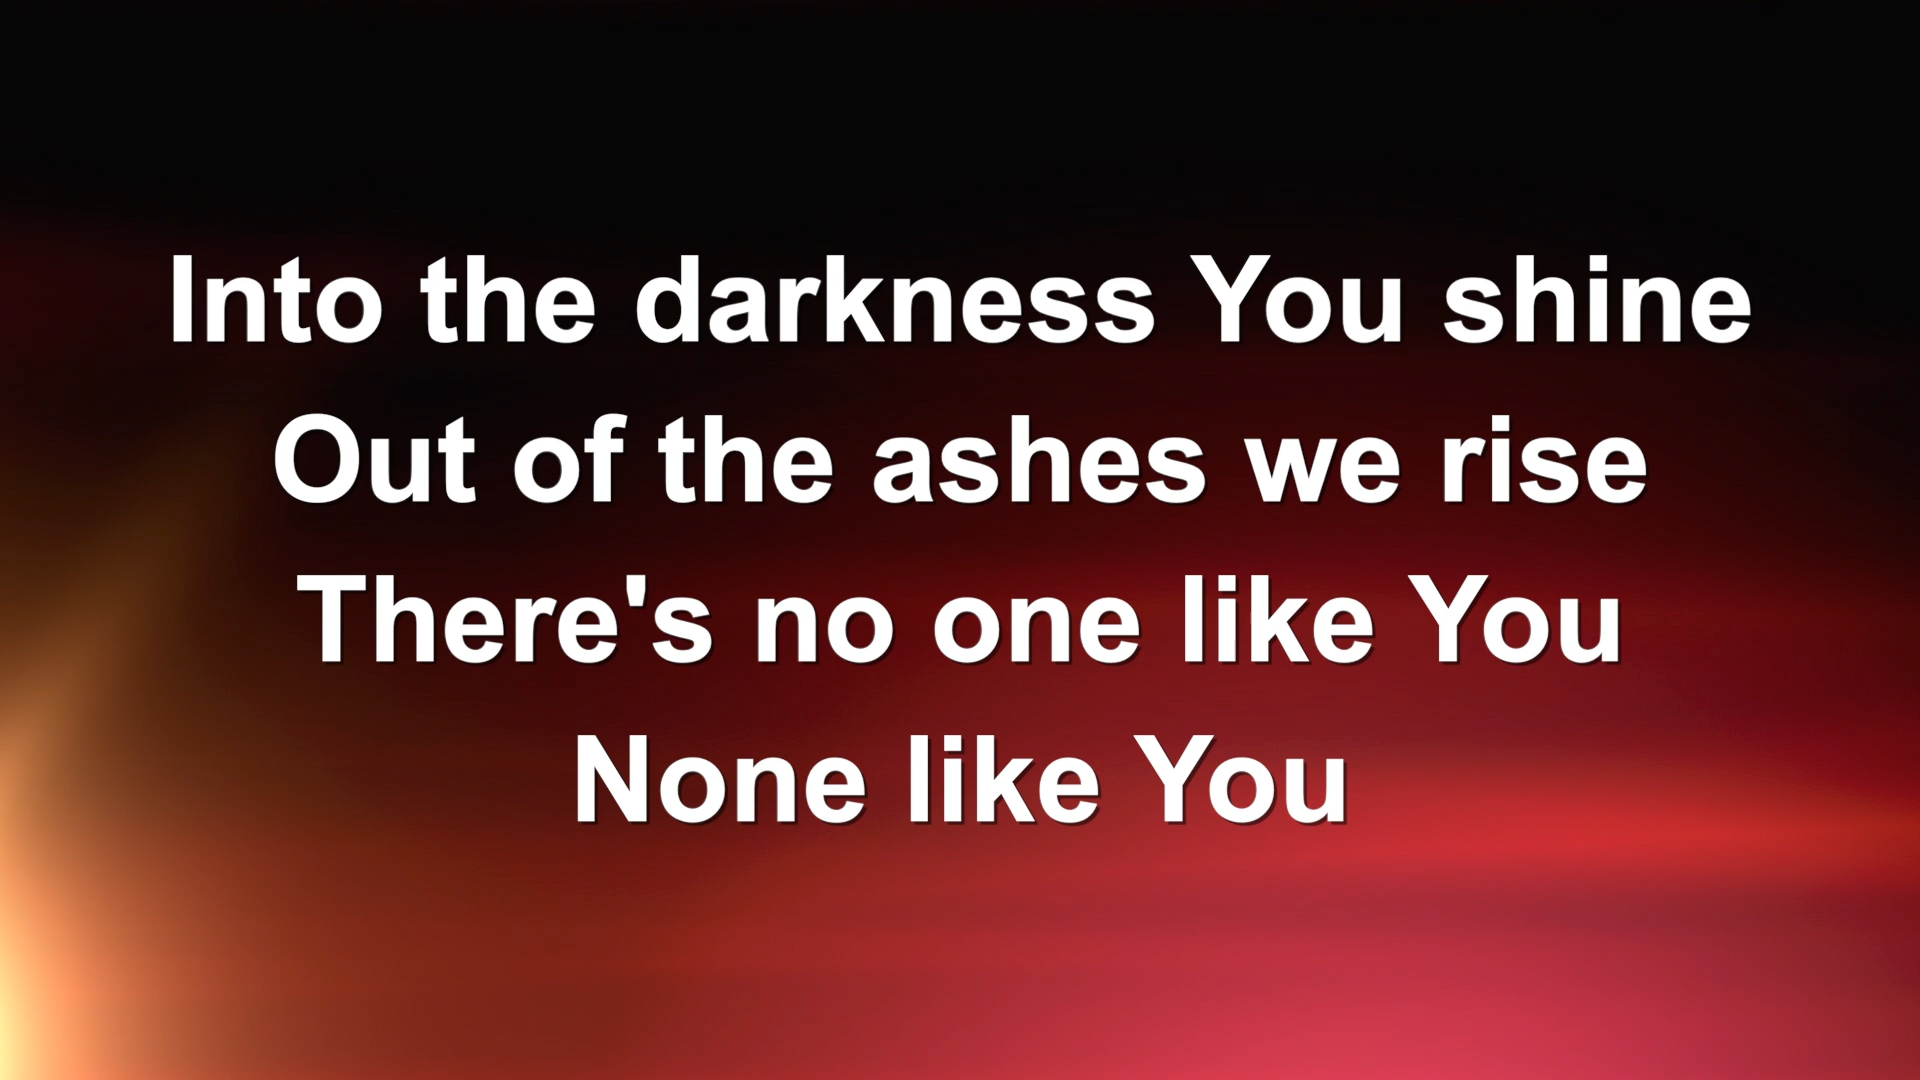 Into the darkness You shine
Out of the ashes we rise
There's no one like You
None like You